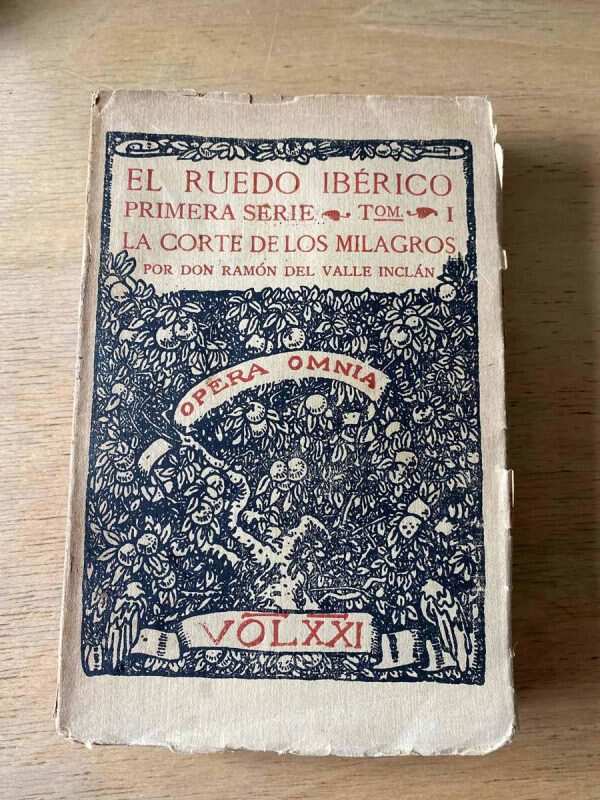 EL RUEDO IBÉRICO
PRIMERA SERIE TOM. I
LA CORTE DE LOS MILAGROS
POR DON RAMÓN DEL VALLE INCLÁN
OPERA OMNIA
VOL XXI